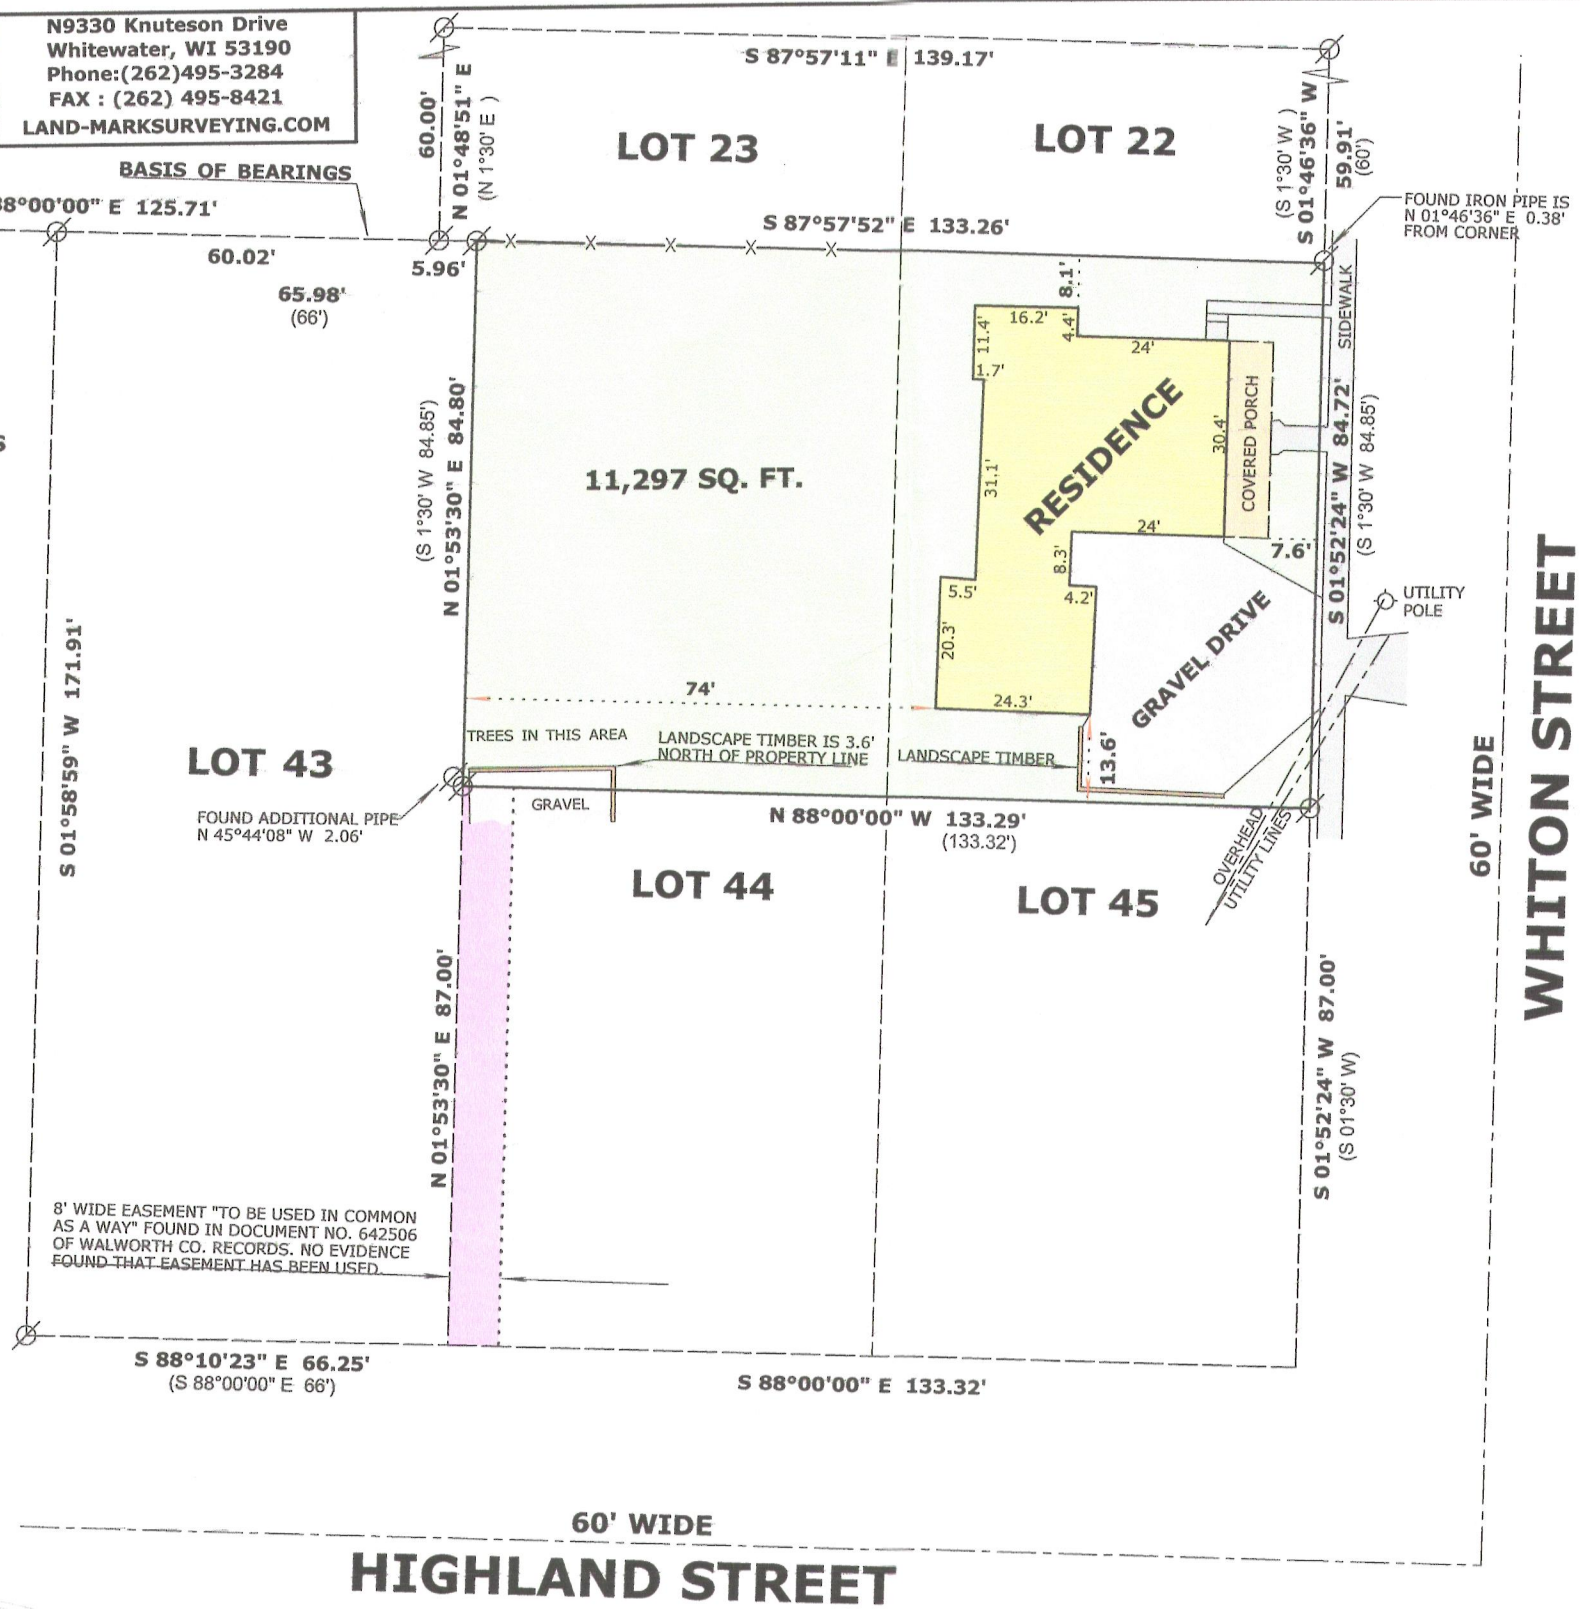 N9330 Knuteson Drive
Whitewater, WI 53190
Phone:(262)495-3284
FAX : (262) 495-8421
LAND-MARKSURVEYING.COM
BASIS OF BEARINGS
88°00'00" E 125.71'
60.02'
5.96'
65.98'
(66')
60.00'
N 01°48'51" E
(N 1°30' E )
S 87°57'11" E 139.17'
LOT 23
LOT 22
(S 1°30' W )
S 01°46'36" W
59.91'
(60')
S 87°57'52" E 133.26'
FOUND IRON PIPE IS
N 01°46'36" E 0.38'
FROM CORNER
SIDEWALK
8.1'
16.2'
4.4'
11.4'
24'
1.7'
RESIDENCE
30.4'
COVERED PORCH
31.1'
24'
8.3'
7.6'
5.5'
4.2'
20.3'
24.3'
(S 1°30' W 84.85')
N 01°53'30" E 84.80'
11,297 SQ. FT.
S 01°52'24" W 84.72'
(S 1°30' W 84.85')
UTILITY
POLE
GRAVEL DRIVE
74'
13.6'
TREES IN THIS AREA
LANDSCAPE TIMBER IS 3.6'
NORTH OF PROPERTY LINE
LANDSCAPE TIMBER
S 01°58'59" W 171.91'
LOT 43
FOUND ADDITIONAL PIPE
N 45°44'08" W 2.06'
GRAVEL
N 88°00'00" W 133.29'
(133.32')
OVERHEAD
UTILITY LINES
LOT 44
LOT 45
60' WIDE
WHITON STREET
N 01°53'30" E 87.00'
S 01°52'24" W 87.00'
(S 01°30' W)
8' WIDE EASEMENT "TO BE USED IN COMMON
AS A WAY" FOUND IN DOCUMENT NO. 642506
OF WALWORTH CO. RECORDS. NO EVIDENCE
FOUND THAT EASEMENT HAS BEEN USED.
S 88°10'23" E 66.25'
(S 88°00'00" E 66')
S 88°00'00" E 133.32'
60' WIDE
HIGHLAND STREET